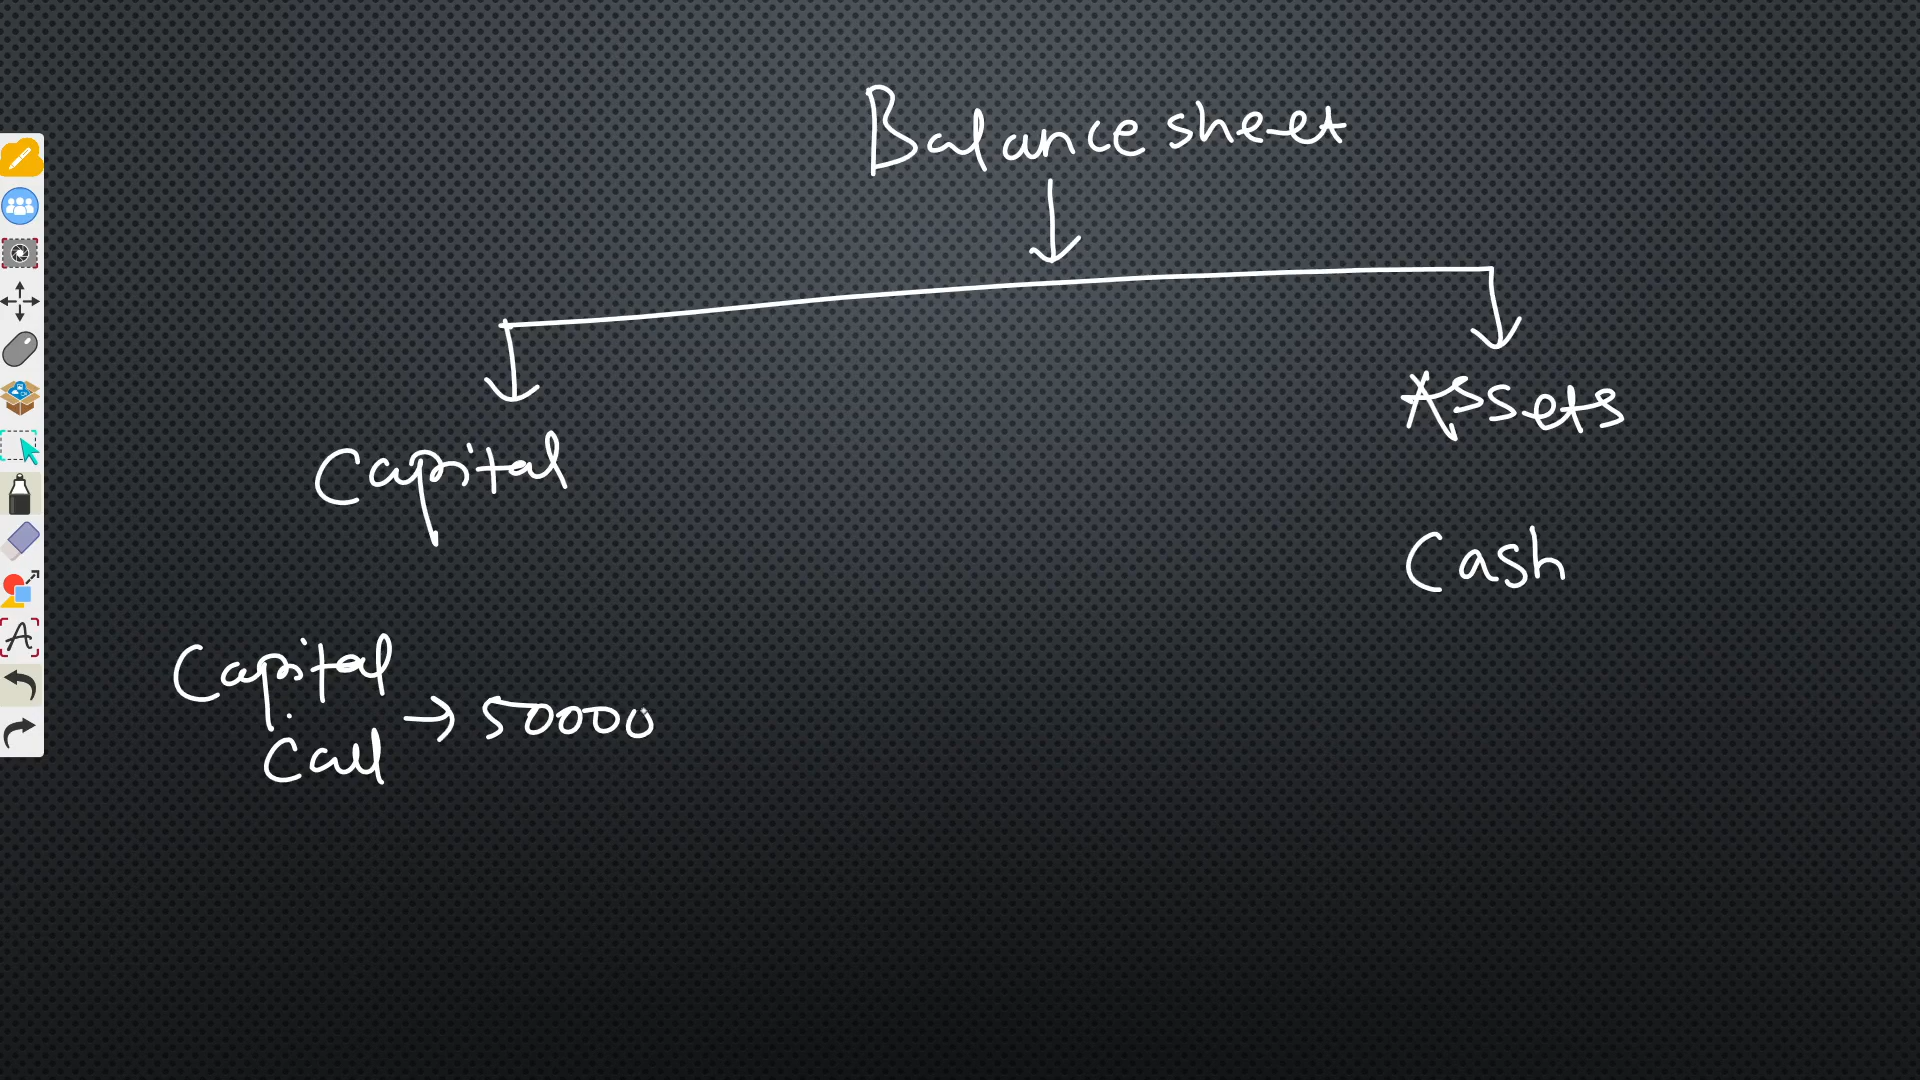 Balance sheet
Capital
Assets
Cash
Capital
Call → 50000